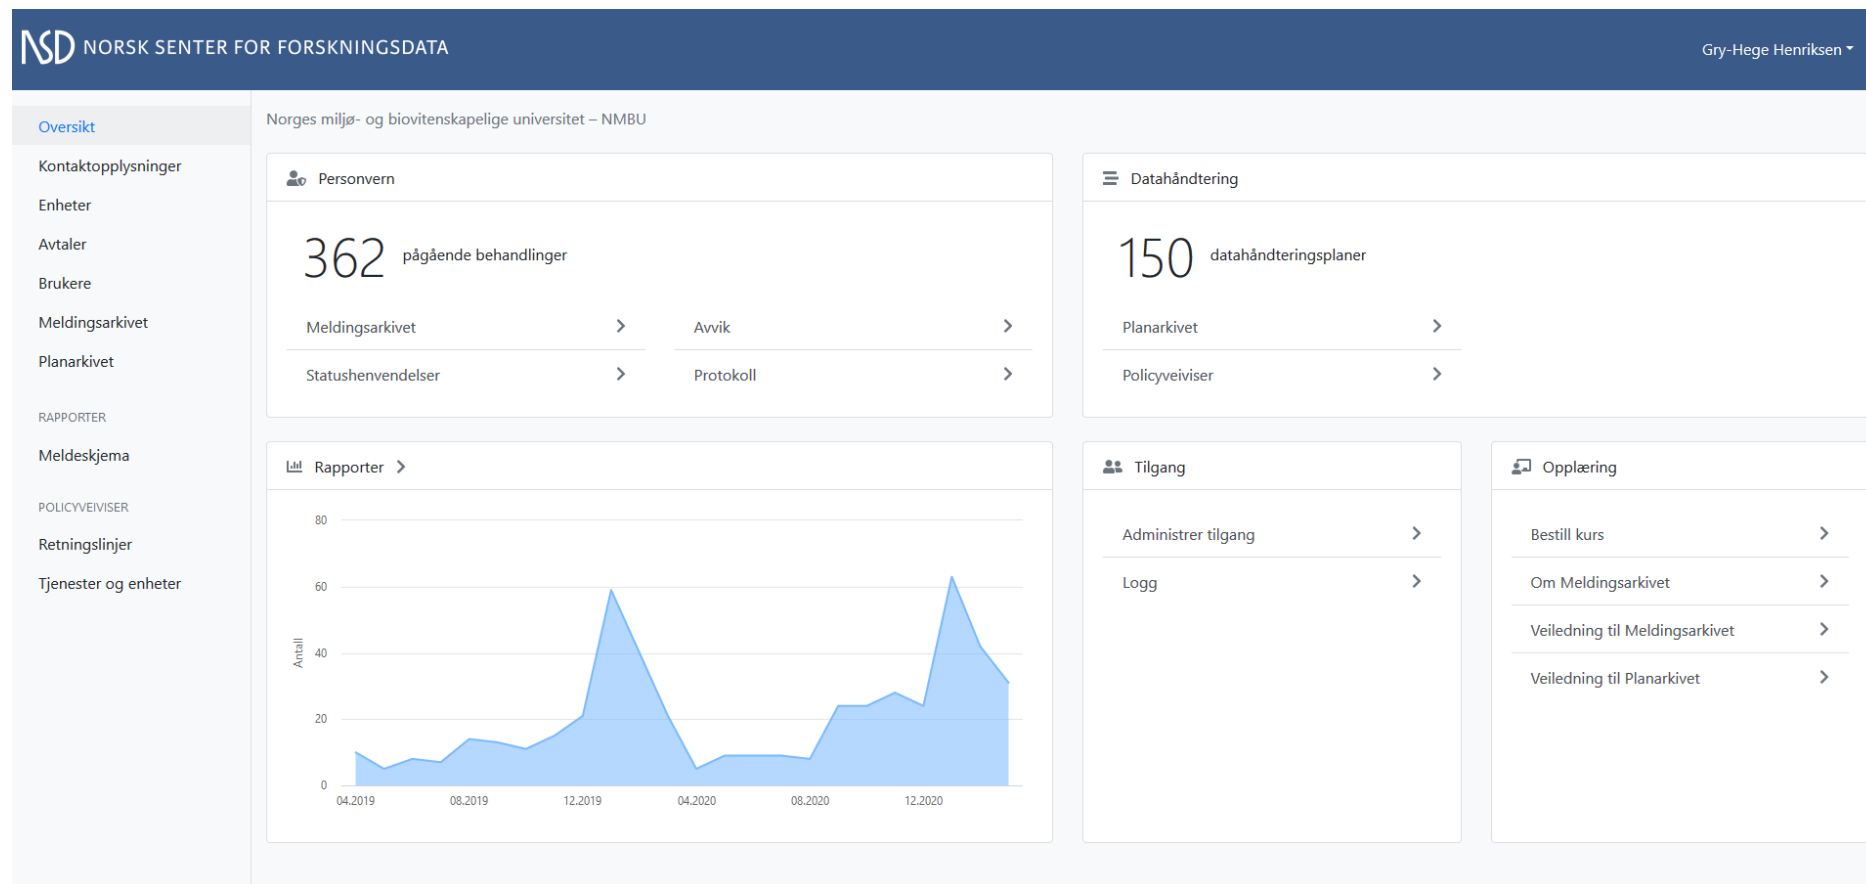 NSD NORSK SENTER FOR FORSKNINGSDATA
Gry-Hege Henriksen
Oversikt
Kontaktopplysninger
Enheter
Avtaler
Brukere
Meldingsarkivet
Planarkivet
RAPPORTER
Meldeskjema
POLICYVEIVISER
Retningslinjer
Tjenester og enheter
Norges miljø- og biovitenskapelige universitet – NMBU
Personvern
362 pågående behandlinger
Meldingsarkivet
Avvik
Statushenvendelser
Protokoll
Datahåndtering
150 datahåndteringsplaner
Planarkivet
Policyveiviser
Rapporter
80
60
40
20
0
Antall
04.2019 08.2019 12.2019 04.2020 08.2020 12.2020
Tilgang
Administrer tilgang
Logg
Opplæring
Bestill kurs
Om Meldingsarkivet
Veiledning til Meldingsarkivet
Veiledning til Planarkivet